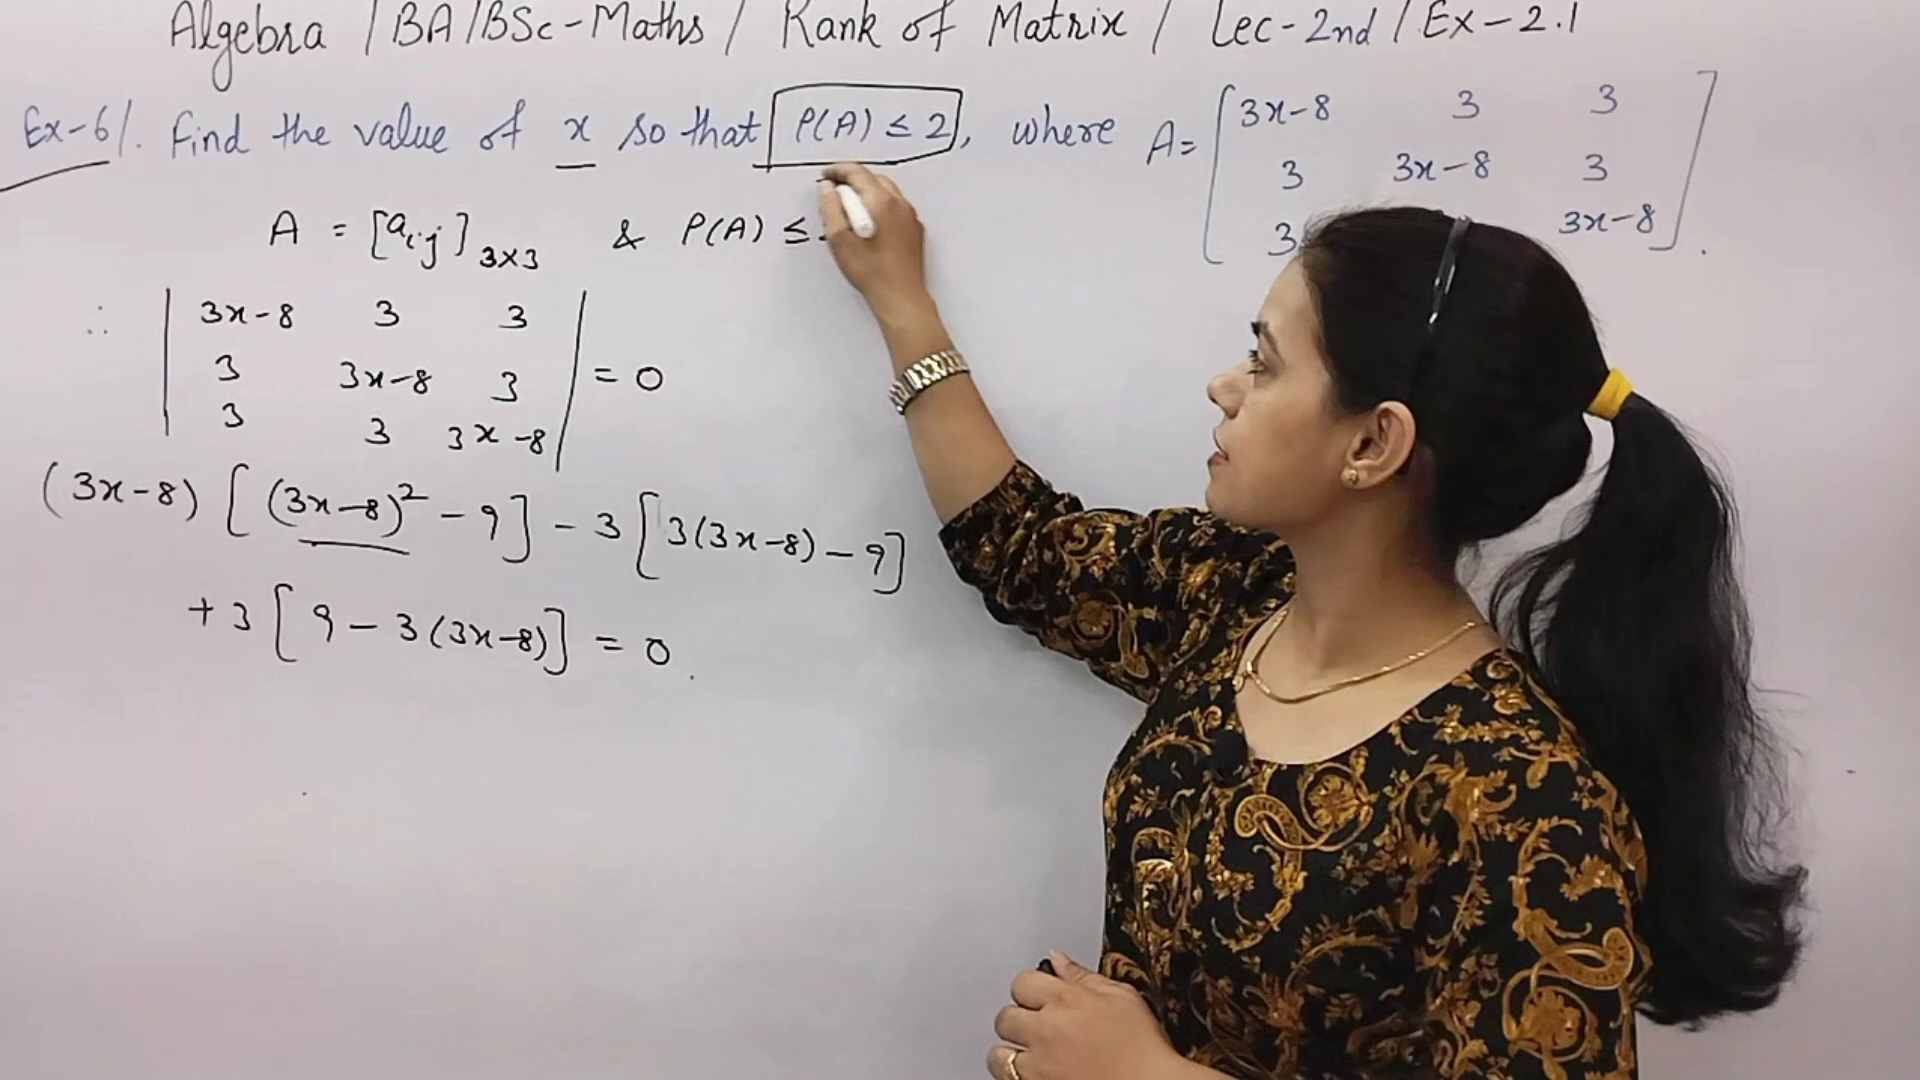 Algebra / BA/BSc-Maths / Rank of Matrix / Lec-2nd / Ex-2.1
Ex-6/. Find the value of x so that ρ(A) ≤ 2, where A= [3x-8 3 3
3 3x-8 3
3 3x-8].
A = [aij]3×3 & ρ(A) ≤
∴ |3x-8 3 3
3 3x-8 3 | = 0
3 3 3x-8|
(3x-8) [(3x-8)² - 9] - 3 [3(3x-8) - 9]
+ 3 [9 - 3(3x-8)] = 0.